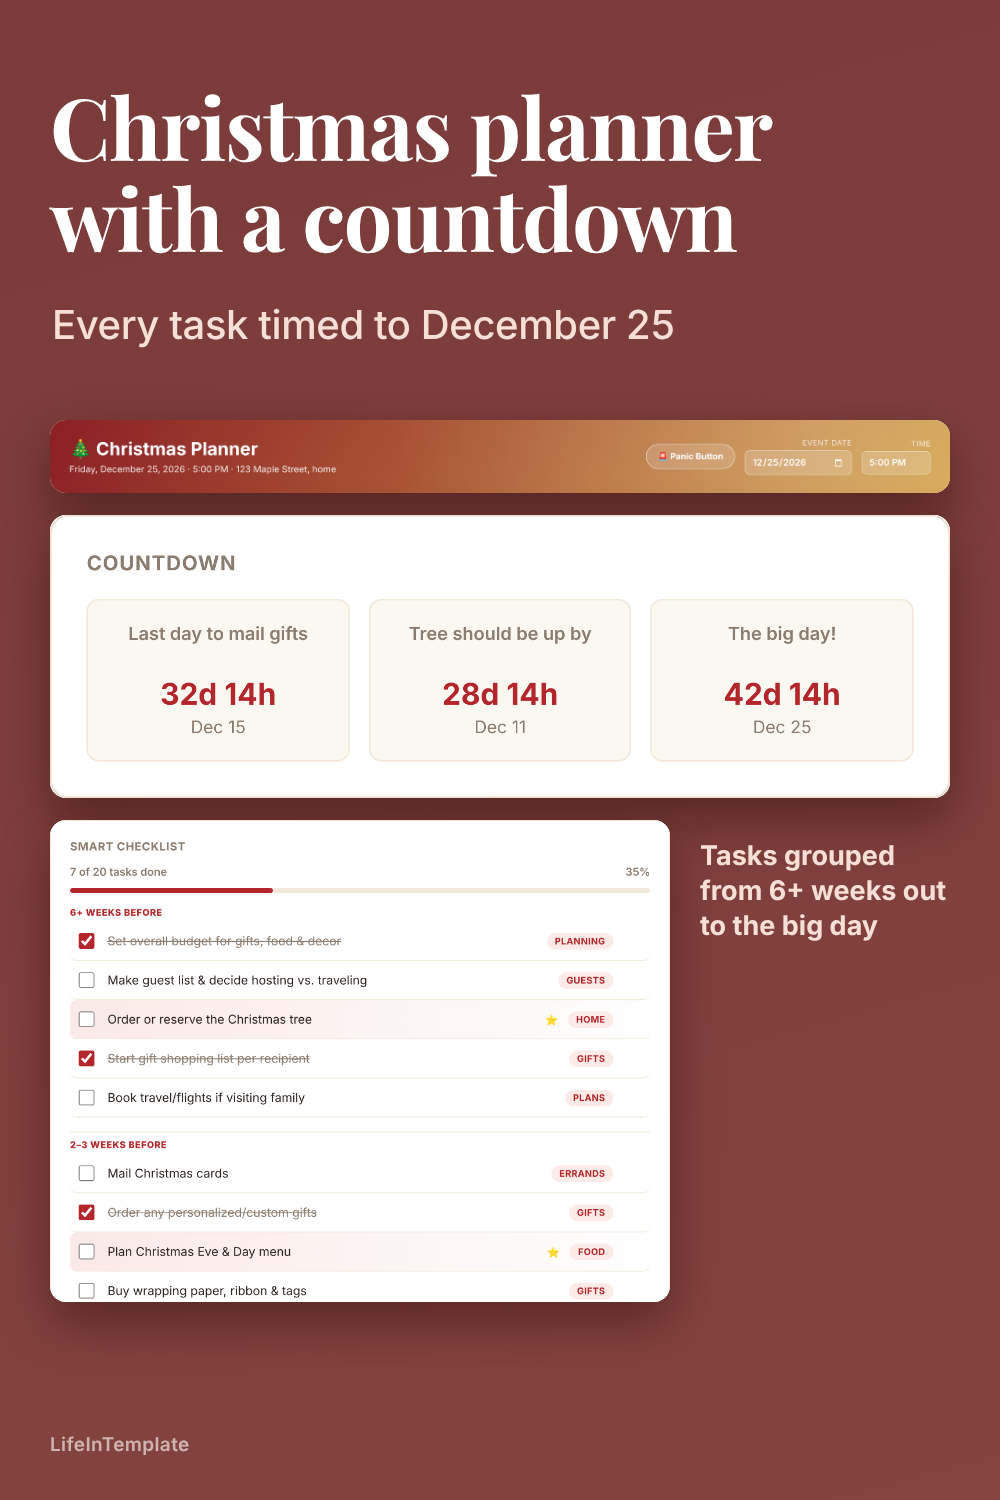 Christmas planner
with a countdown
Every task timed to December 25
🎄 Christmas Planner
Friday, December 25, 2026 · 5:00 PM · 123 Maple Street, home
🚨 Panic Button
EVENT DATE
12/25/2026
TIME
5:00 PM
COUNTDOWN
Last day to mail gifts
32d 14h
Dec 15
Tree should be up by
28d 14h
Dec 11
The big day!
42d 14h
Dec 25
SMART CHECKLIST
7 of 20 tasks done 35%
6+ WEEKS BEFORE
Set overall budget for gifts, food & decor PLANNING
Make guest list & decide hosting vs. traveling GUESTS
Order or reserve the Christmas tree ⭐ HOME
Start gift shopping list per recipient GIFTS
Book travel/flights if visiting family PLANS
2–3 WEEKS BEFORE
Mail Christmas cards ERRANDS
Order any personalized/custom gifts GIFTS
Plan Christmas Eve & Day menu ⭐ FOOD
Buy wrapping paper, ribbon & tags GIFTS
Tasks grouped
from 6+ weeks out
to the big day
LifeInTemplate